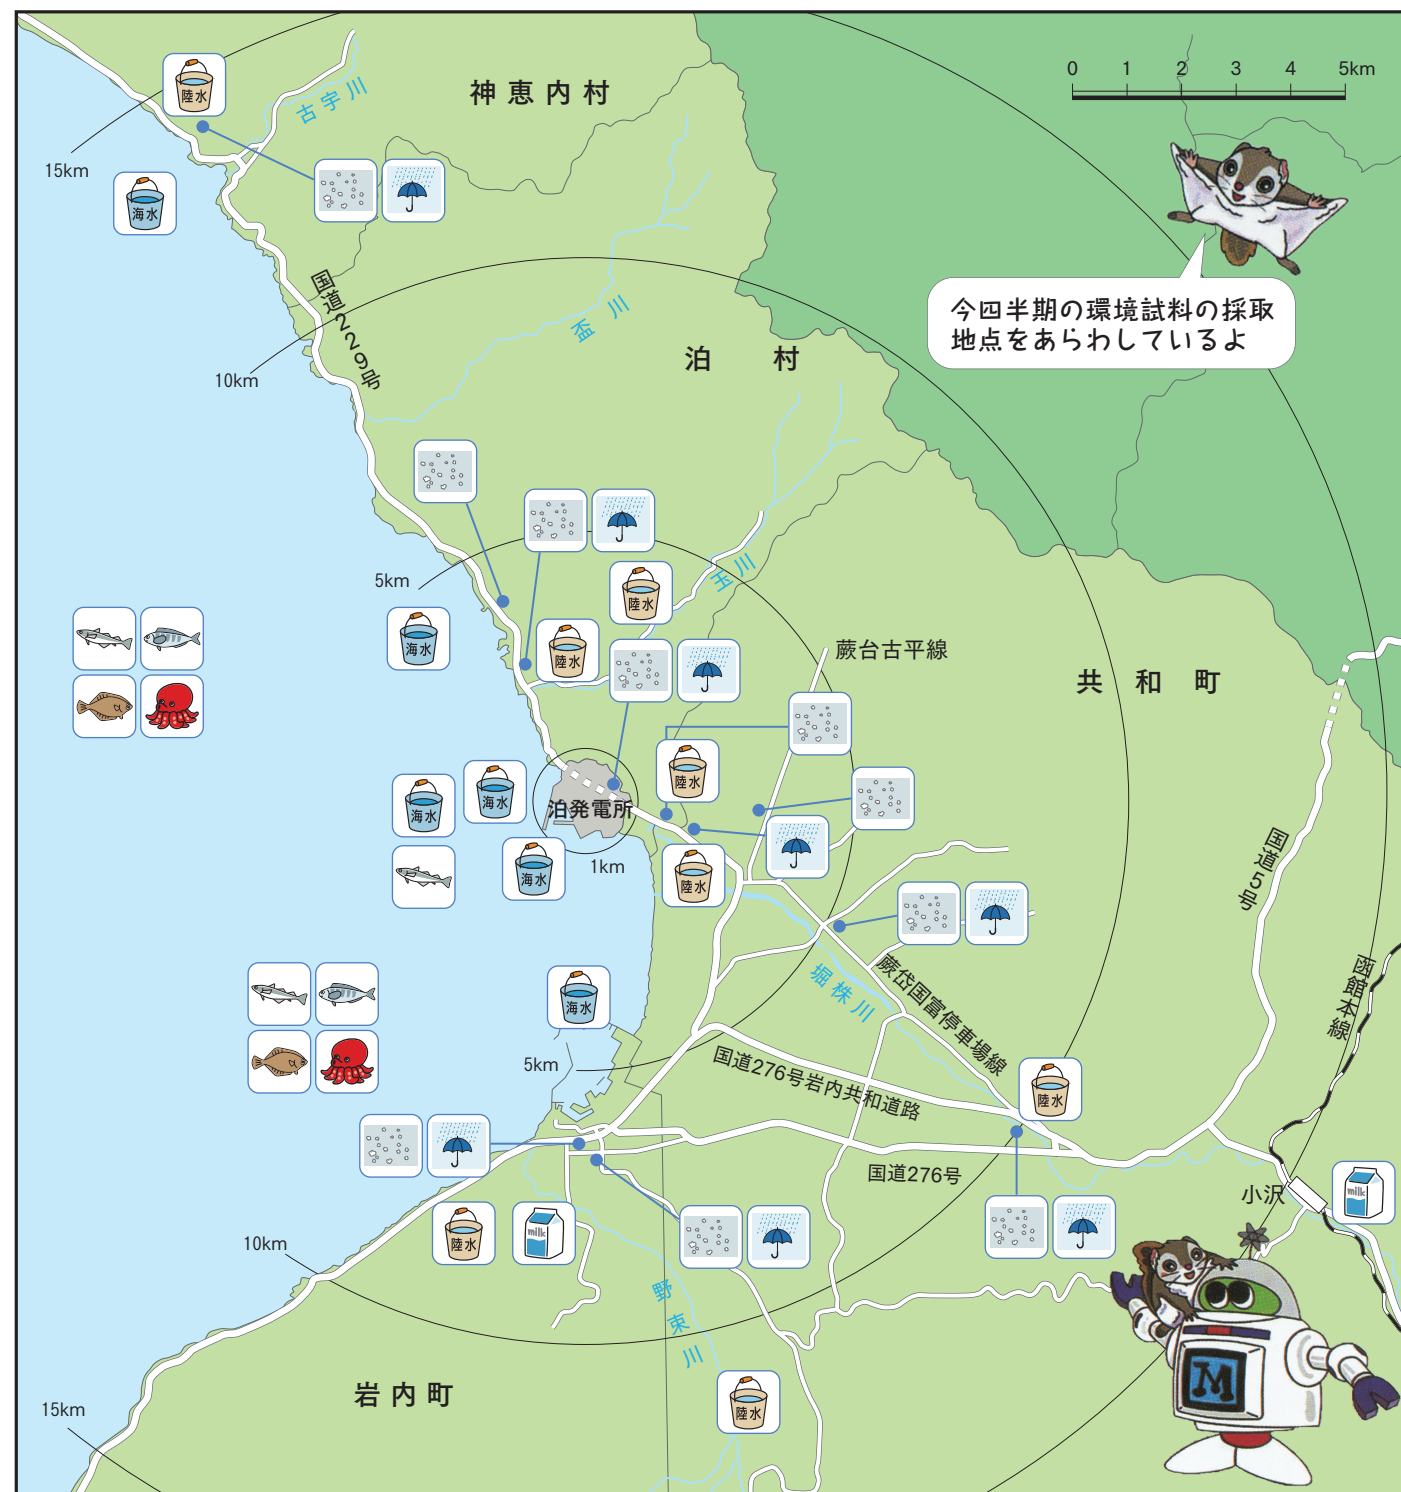 0 1 2 3 4 5km
陸水
古宇川
神恵内村
15km
海水
国道229号
今四半期の環境試料の採取
地点をあらわしているよ
盃川
泊村
10km
5km
玉川
陸水
海水
陸水
蕨台古平線
共和町
陸水
海水
海水
泊発電所
海水
1km
陸水
国道5号
堀株川
蕨岱国富停車場線
函館本線
海水
5km
国道276号岩内共和道路
陸水
国道276号
小沢
milk
陸水
milk
10km
野束川
M
岩内町
陸水
15km